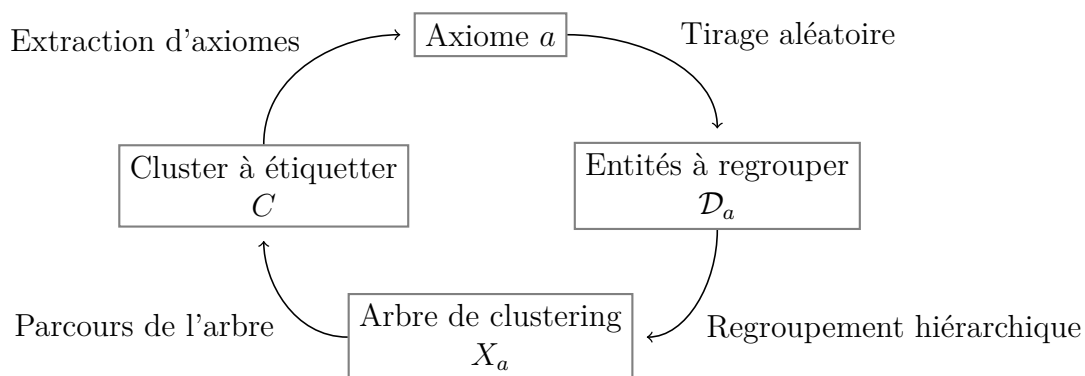 Extraction d'axiomes
Axiome a
Tirage aléatoire
Cluster à étiquetter
C
Entités à regrouper
𝒟ₐ
Parcours de l'arbre
Arbre de clustering
Xₐ
Regroupement hiérarchique